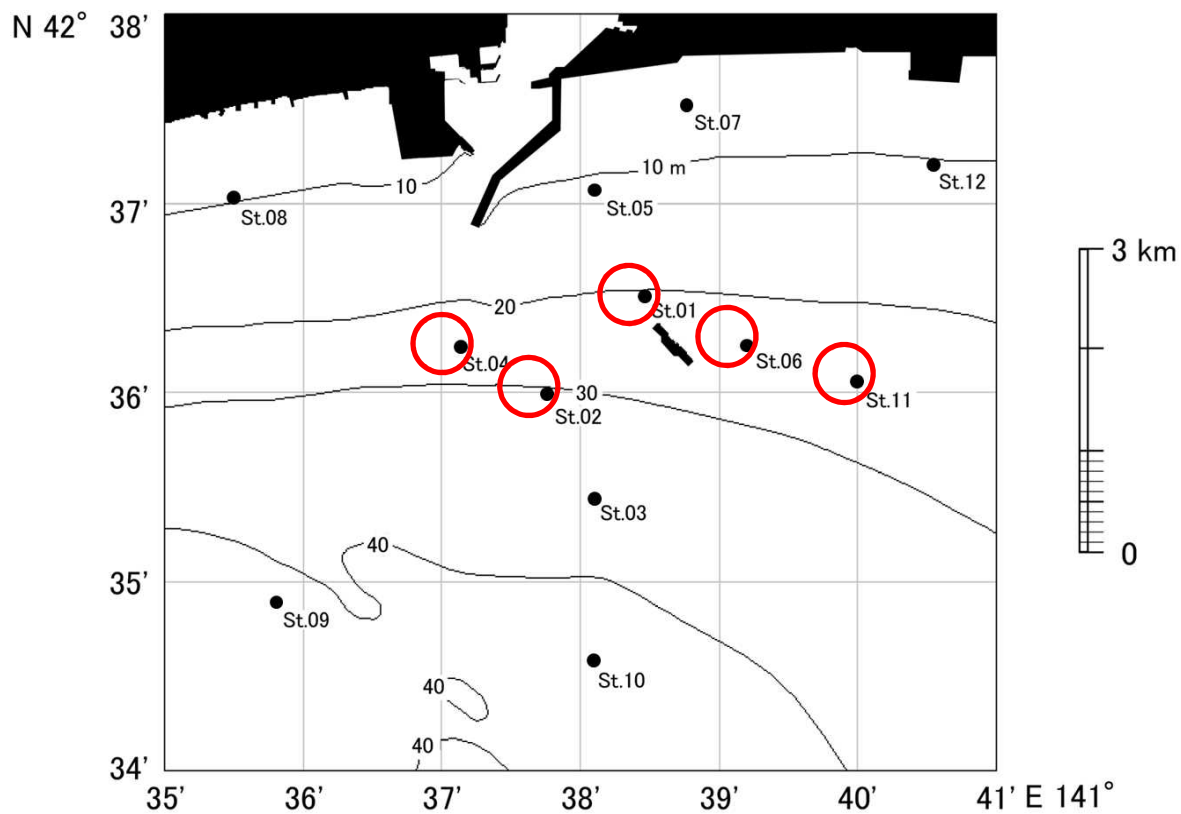 N 42° 38'
St.07
10 m
St.12
10
St.05
37'
St.08
3 km
20
St.01
St.04
St.06
36'
30
St.11
St.02
St.03
40
35'
0
St.09
St.10
40
40
34'
35' 36' 37' 38' 39' 40' 41' E 141°